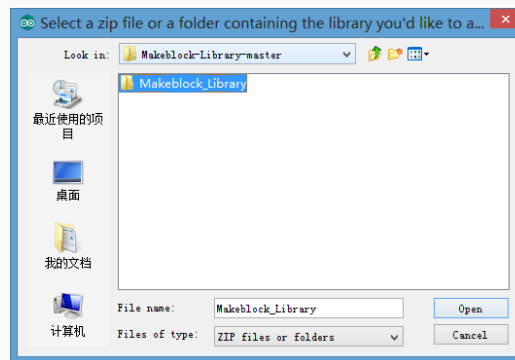 Select a zip file or a folder containing the library you'd like to a...
Look in:
Makeblock-Library-master
Makeblock_Library
最近使用的项
目
桌面
我的文档
计算机
File name:
Makeblock_Library
Open
Files of type:
ZIP files or folders
Cancel